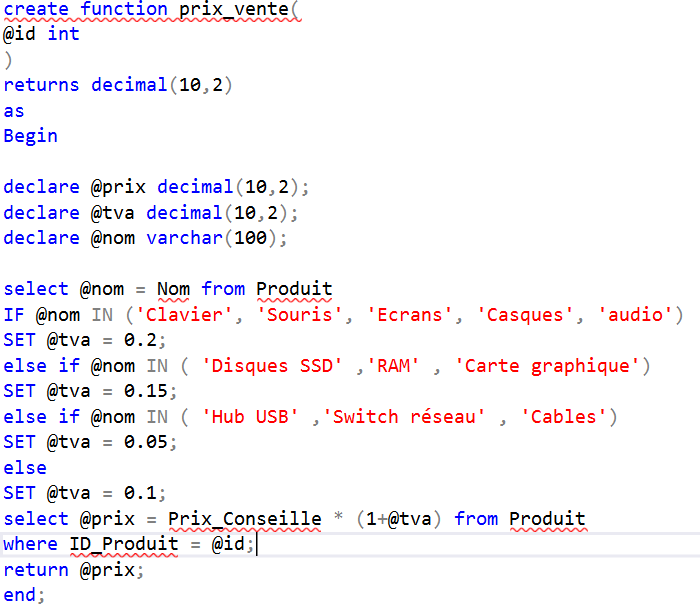 create function prix_vente(
@id int
)
returns decimal(10,2)
as
Begin
declare @prix decimal(10,2);
declare @tva decimal(10,2);
declare @nom varchar(100);
select @nom = Nom from Produit
IF @nom IN ('Clavier', 'Souris', 'Ecrans', 'Casques', 'audio')
SET @tva = 0.2;
else if @nom IN ( 'Disques SSD' ,'RAM' , 'Carte graphique')
SET @tva = 0.15;
else if @nom IN ( 'Hub USB' ,'Switch réseau' , 'Cables')
SET @tva = 0.05;
else
SET @tva = 0.1;
select @prix = Prix_Conseille * (1+@tva) from Produit
where ID_Produit = @id;
return @prix;
end;